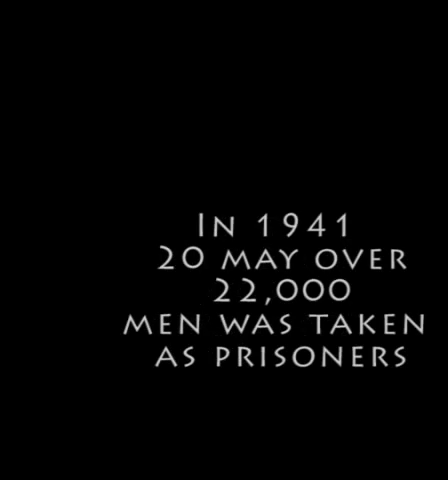 In 1941
20 may over
22,000
men was taken
as prisoners